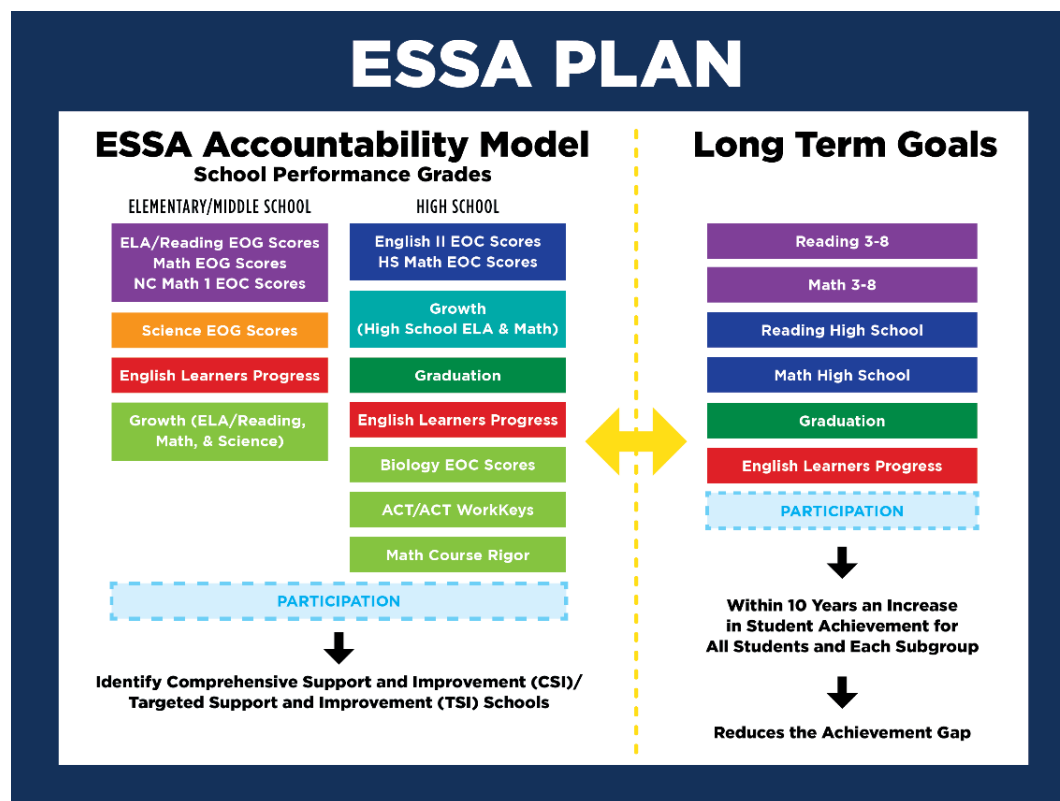 ESSA PLAN
ESSA Accountability Model
School Performance Grades
ELEMENTARY/MIDDLE SCHOOL
ELA/Reading EOG Scores
Math EOG Scores
NC Math 1 EOC Scores
Science EOG Scores
English Learners Progress
Growth (ELA/Reading,
Math, & Science)
HIGH SCHOOL
English II EOC Scores
HS Math EOC Scores
Growth
(High School ELA & Math)
Graduation
English Learners Progress
Biology EOC Scores
ACT/ACT WorkKeys
Math Course Rigor
PARTICIPATION
Identify Comprehensive Support and Improvement (CSI)/
Targeted Support and Improvement (TSI) Schools
Long Term Goals
Reading 3-8
Math 3-8
Reading High School
Math High School
Graduation
English Learners Progress
PARTICIPATION
Within 10 Years an Increase
in Student Achievement for
All Students and Each Subgroup
Reduces the Achievement Gap